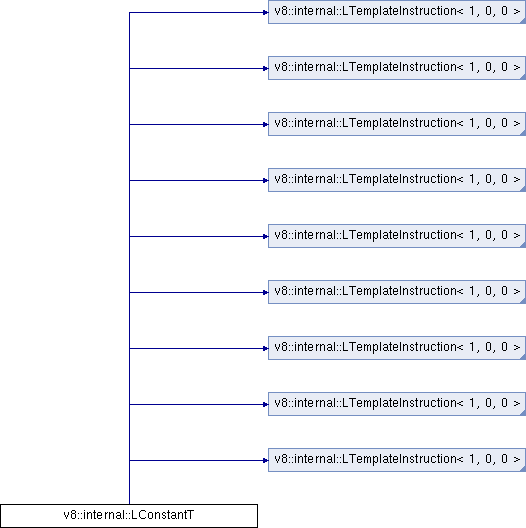 v8::internal::LTemplateInstruction< 1, 0, 0 >
v8::internal::LTemplateInstruction< 1, 0, 0 >
v8::internal::LTemplateInstruction< 1, 0, 0 >
v8::internal::LTemplateInstruction< 1, 0, 0 >
v8::internal::LTemplateInstruction< 1, 0, 0 >
v8::internal::LTemplateInstruction< 1, 0, 0 >
v8::internal::LTemplateInstruction< 1, 0, 0 >
v8::internal::LTemplateInstruction< 1, 0, 0 >
v8::internal::LTemplateInstruction< 1, 0, 0 >
v8::internal::LConstantT